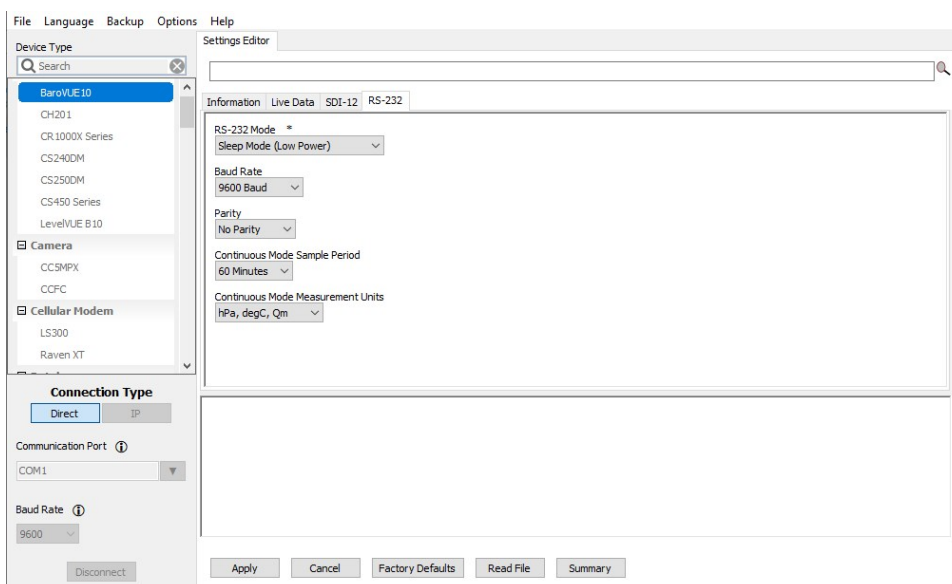 File Language Backup Options Help
Device Type
Search
BaroVUE10
CH201
CR1000X Series
CS240DM
CS250DM
CS450 Series
LevelVUE B10
Camera
CC5MPX
CCFC
Cellular Modem
LS300
Raven XT
Connection Type
Direct IP
Communication Port
COM1
Baud Rate
9600
Disconnect
Settings Editor
Information Live Data SDI-12 RS-232
RS-232 Mode *
Sleep Mode (Low Power)
Baud Rate
9600 Baud
Parity
No Parity
Continuous Mode Sample Period
60 Minutes
Continuous Mode Measurement Units
hPa, degC, Qm
Apply Cancel Factory Defaults Read File Summary